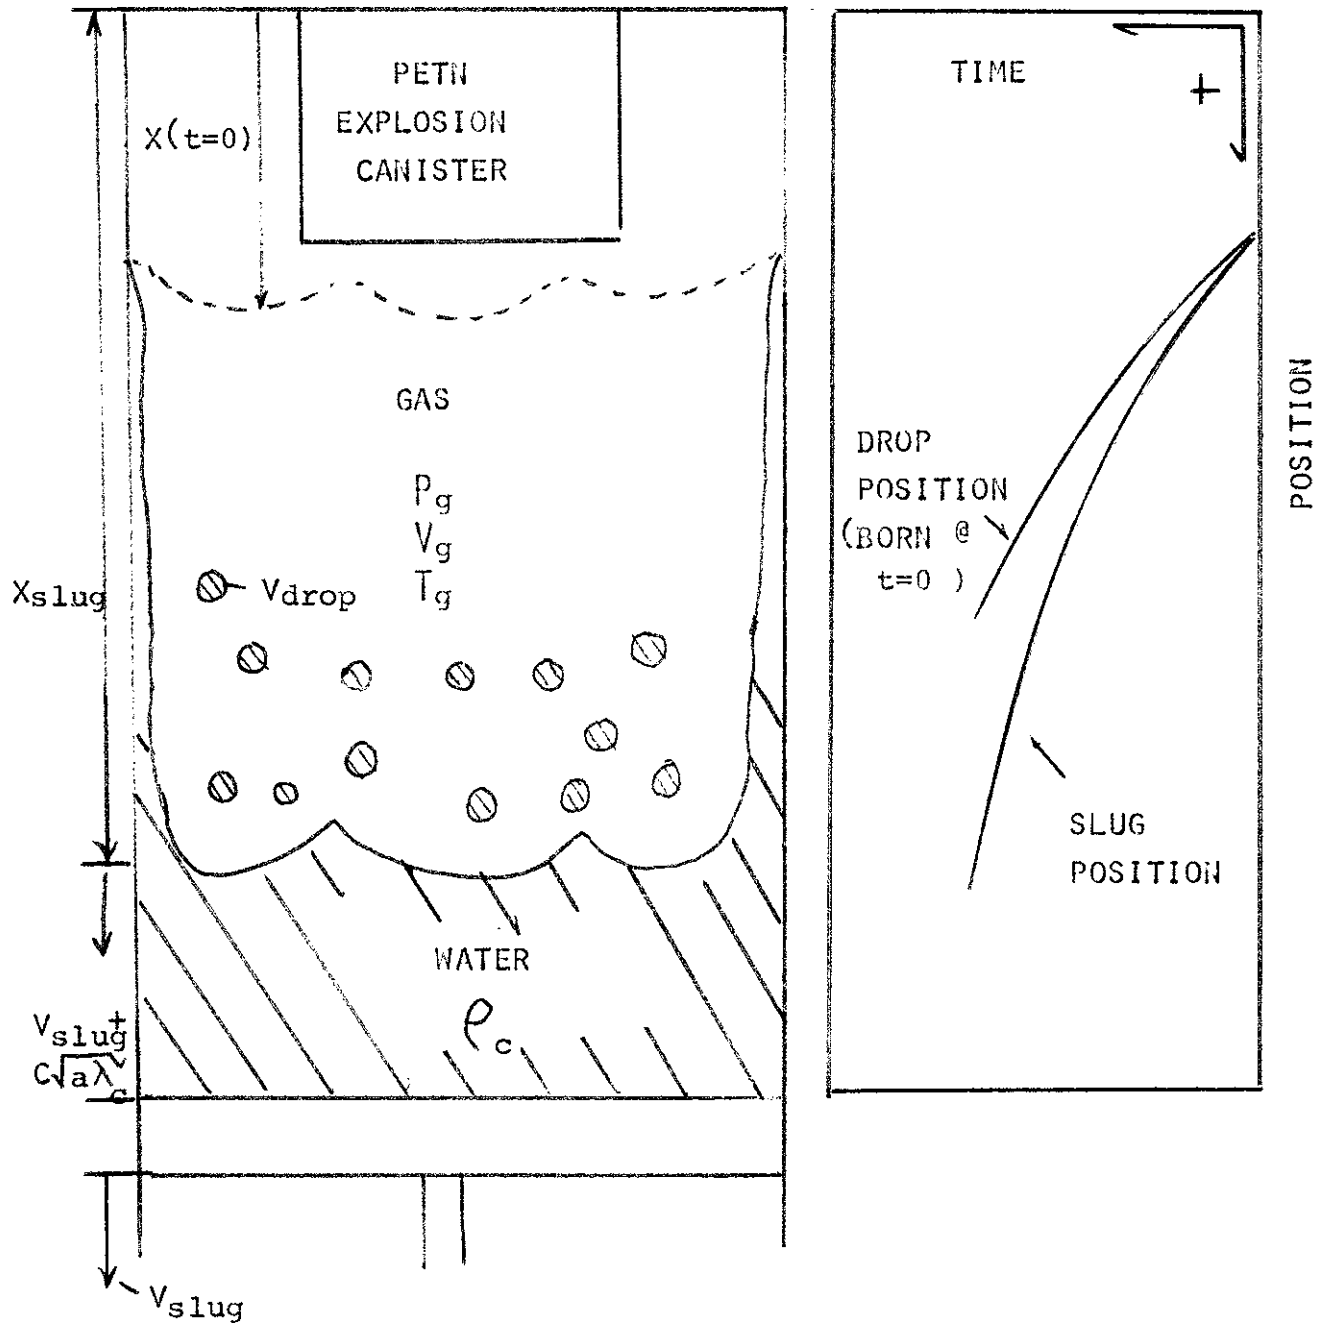 PETN
EXPLOSION
CANISTER
X(t=0)
GAS
Pg
Vg
Tg
Vdrop
Xslug
WATER
ρc
Vslug+
C√aλc
Vslug
TIME
+
POSITION
DROP
POSITION
(BORN @
t=0 )
SLUG
POSITION